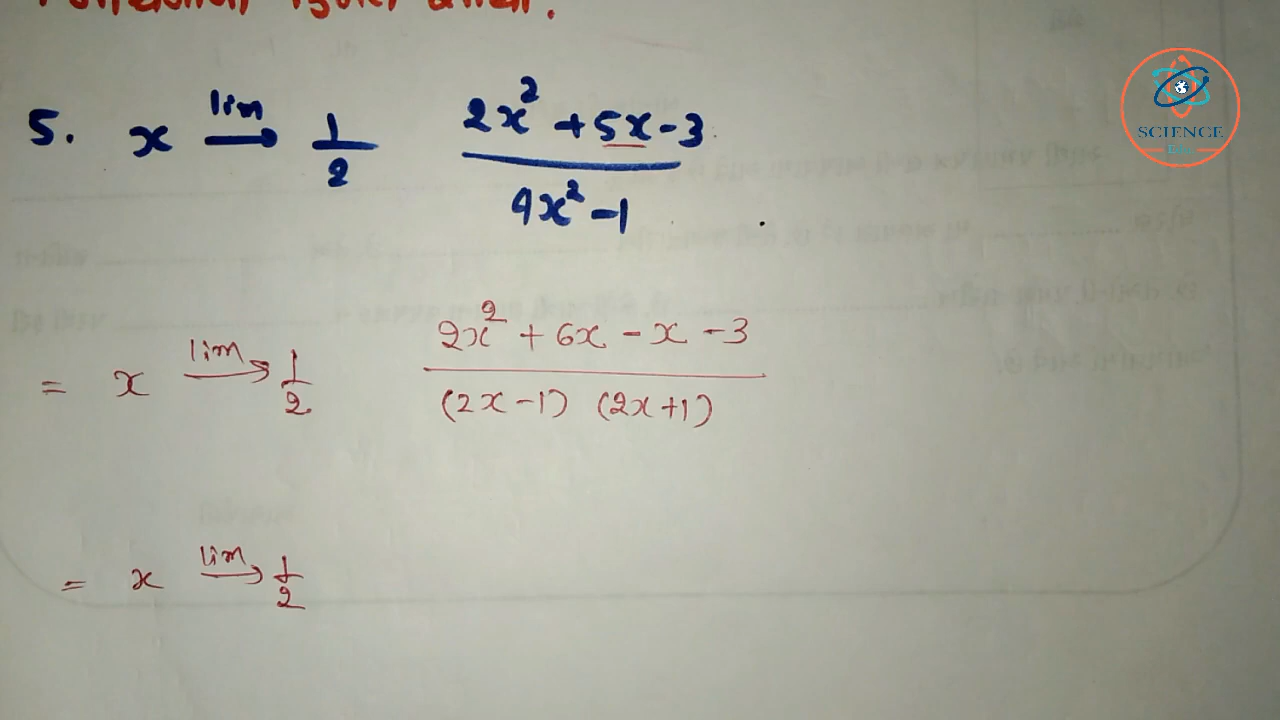 5. x lim→ 1/2 2x² + 5x - 3 / 4x² - 1
SCIENCE
= x lim→ 1/2 2x² + 6x - x - 3 / (2x - 1) (2x + 1)
= x lim→ 1/2